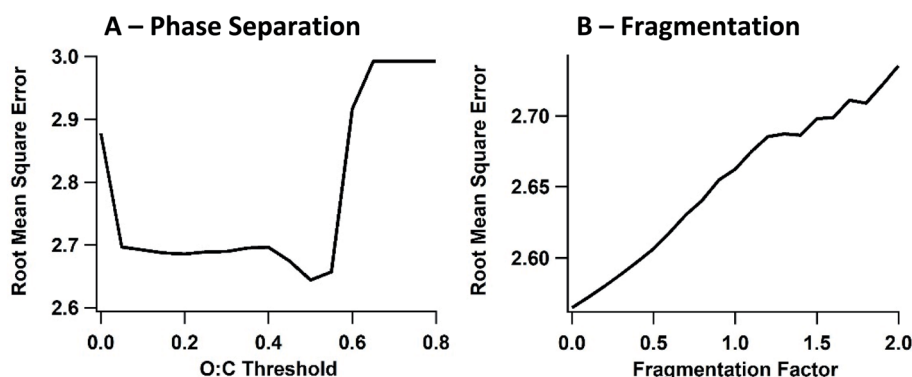 A – Phase Separation
Root Mean Square Error
3.0
2.9
2.8
2.7
2.6
0.0 0.2 0.4 0.6 0.8
O:C Threshold
B – Fragmentation
Root Mean Square Error
2.70
2.65
2.60
0.0 0.5 1.0 1.5 2.0
Fragmentation Factor